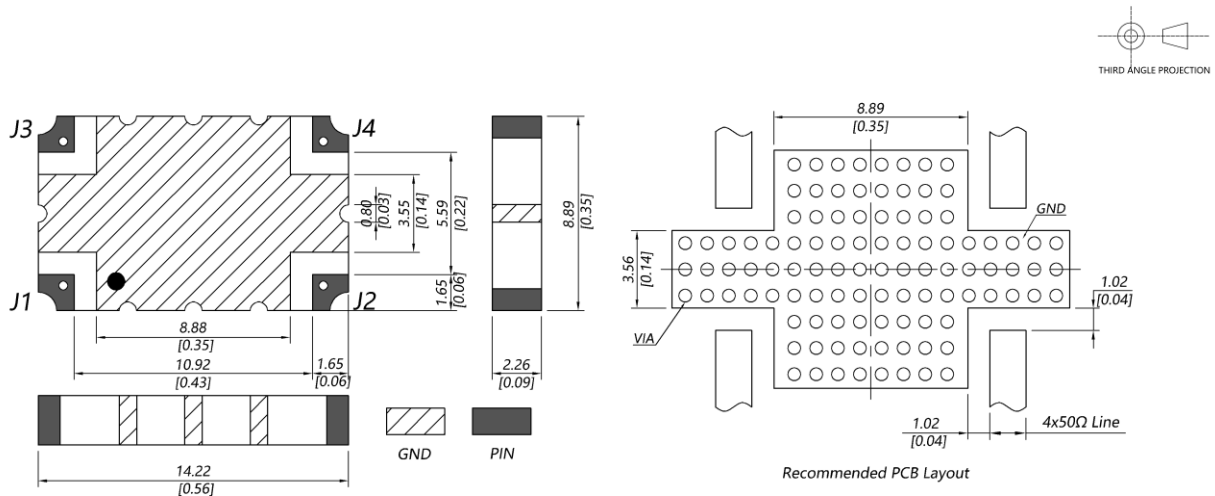 THIRD ANGLE PROJECTION
J3
J4
J1
J2
0.80
[0.03]
3.55
[0.14]
5.59
[0.22]
1.65
[0.06]
8.89
[0.35]
8.88
[0.35]
10.92
[0.43]
1.65
[0.06]
2.26
[0.09]
14.22
[0.56]
GND
PIN
8.89
[0.35]
GND
3.56
[0.14]
VIA
1.02
[0.04]
1.02
[0.04]
4x50Ω Line
Recommended PCB Layout